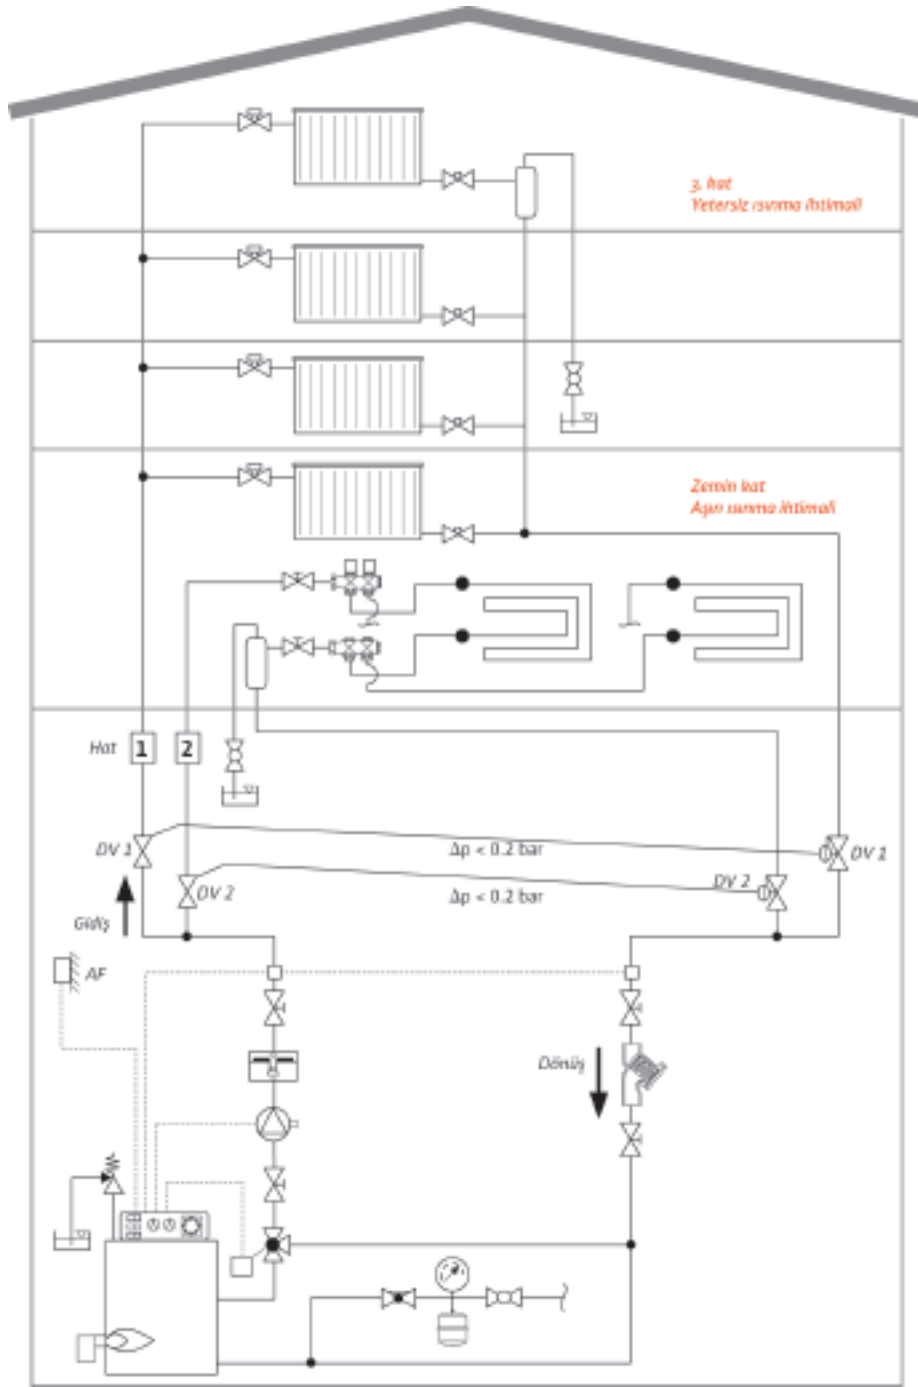 3. kat
Yetersiz ısınma ihtimali
Zemin kat
Aşırı ısınma ihtimali
Hat 1 2
DV 1
Δp < 0.2 bar
DV 1
DV 2
Δp < 0.2 bar
DV 2
Gidiş
AF
Dönüş